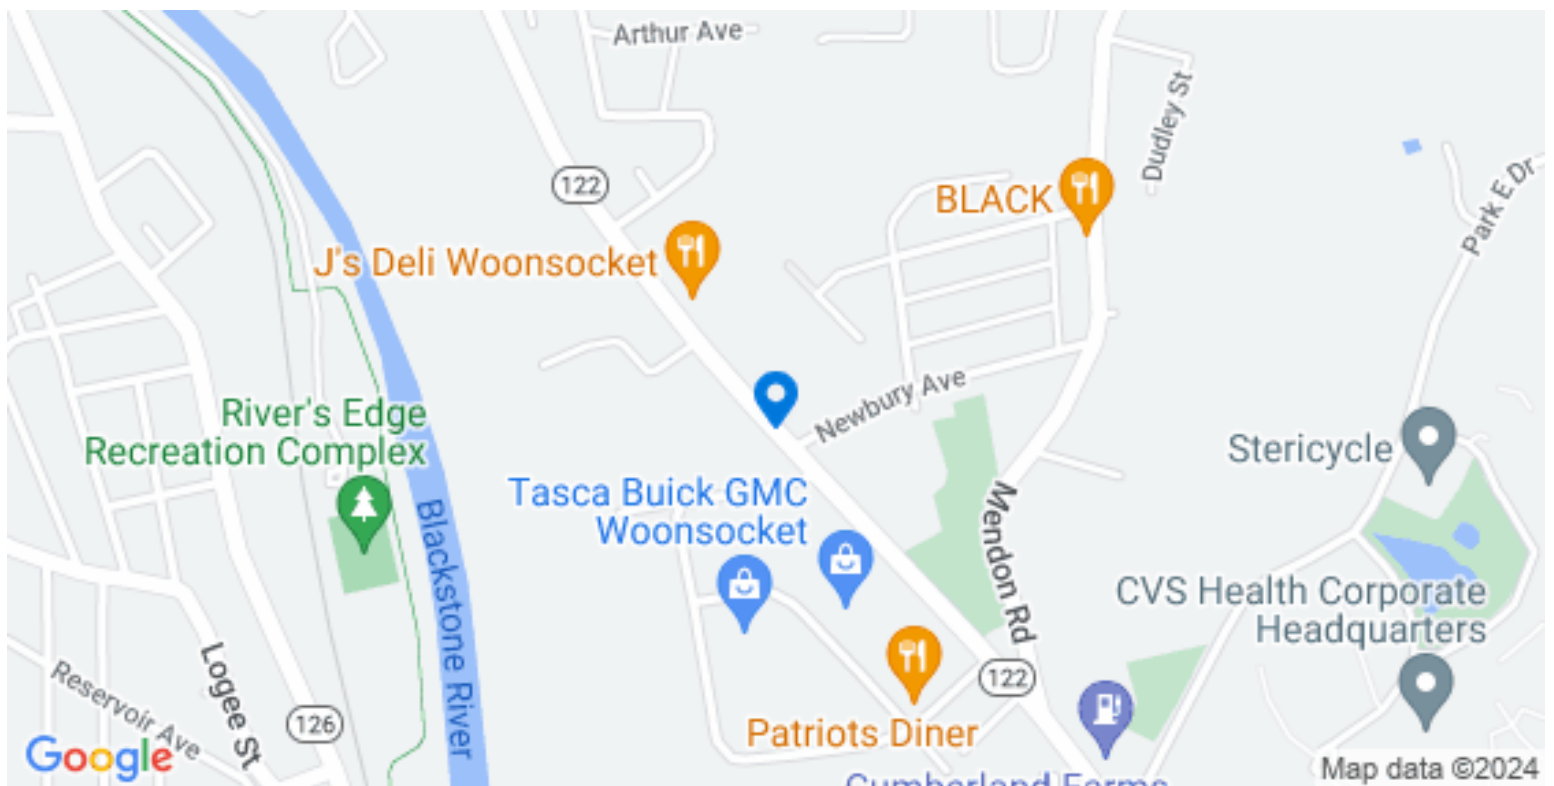 Arthur Ave
Dudley St
122
BLACK
Park E Dr
J's Deli Woonsocket
Newbury Ave
River's Edge
Recreation Complex
Stericycle
Tasca Buick GMC
Woonsocket
Blackstone River
Mendon Rd
CVS Health Corporate
Headquarters
Logee St
Reservoir Ave
122
126
Patriots Diner
Google
Cumberland Farms
Map data ©2024